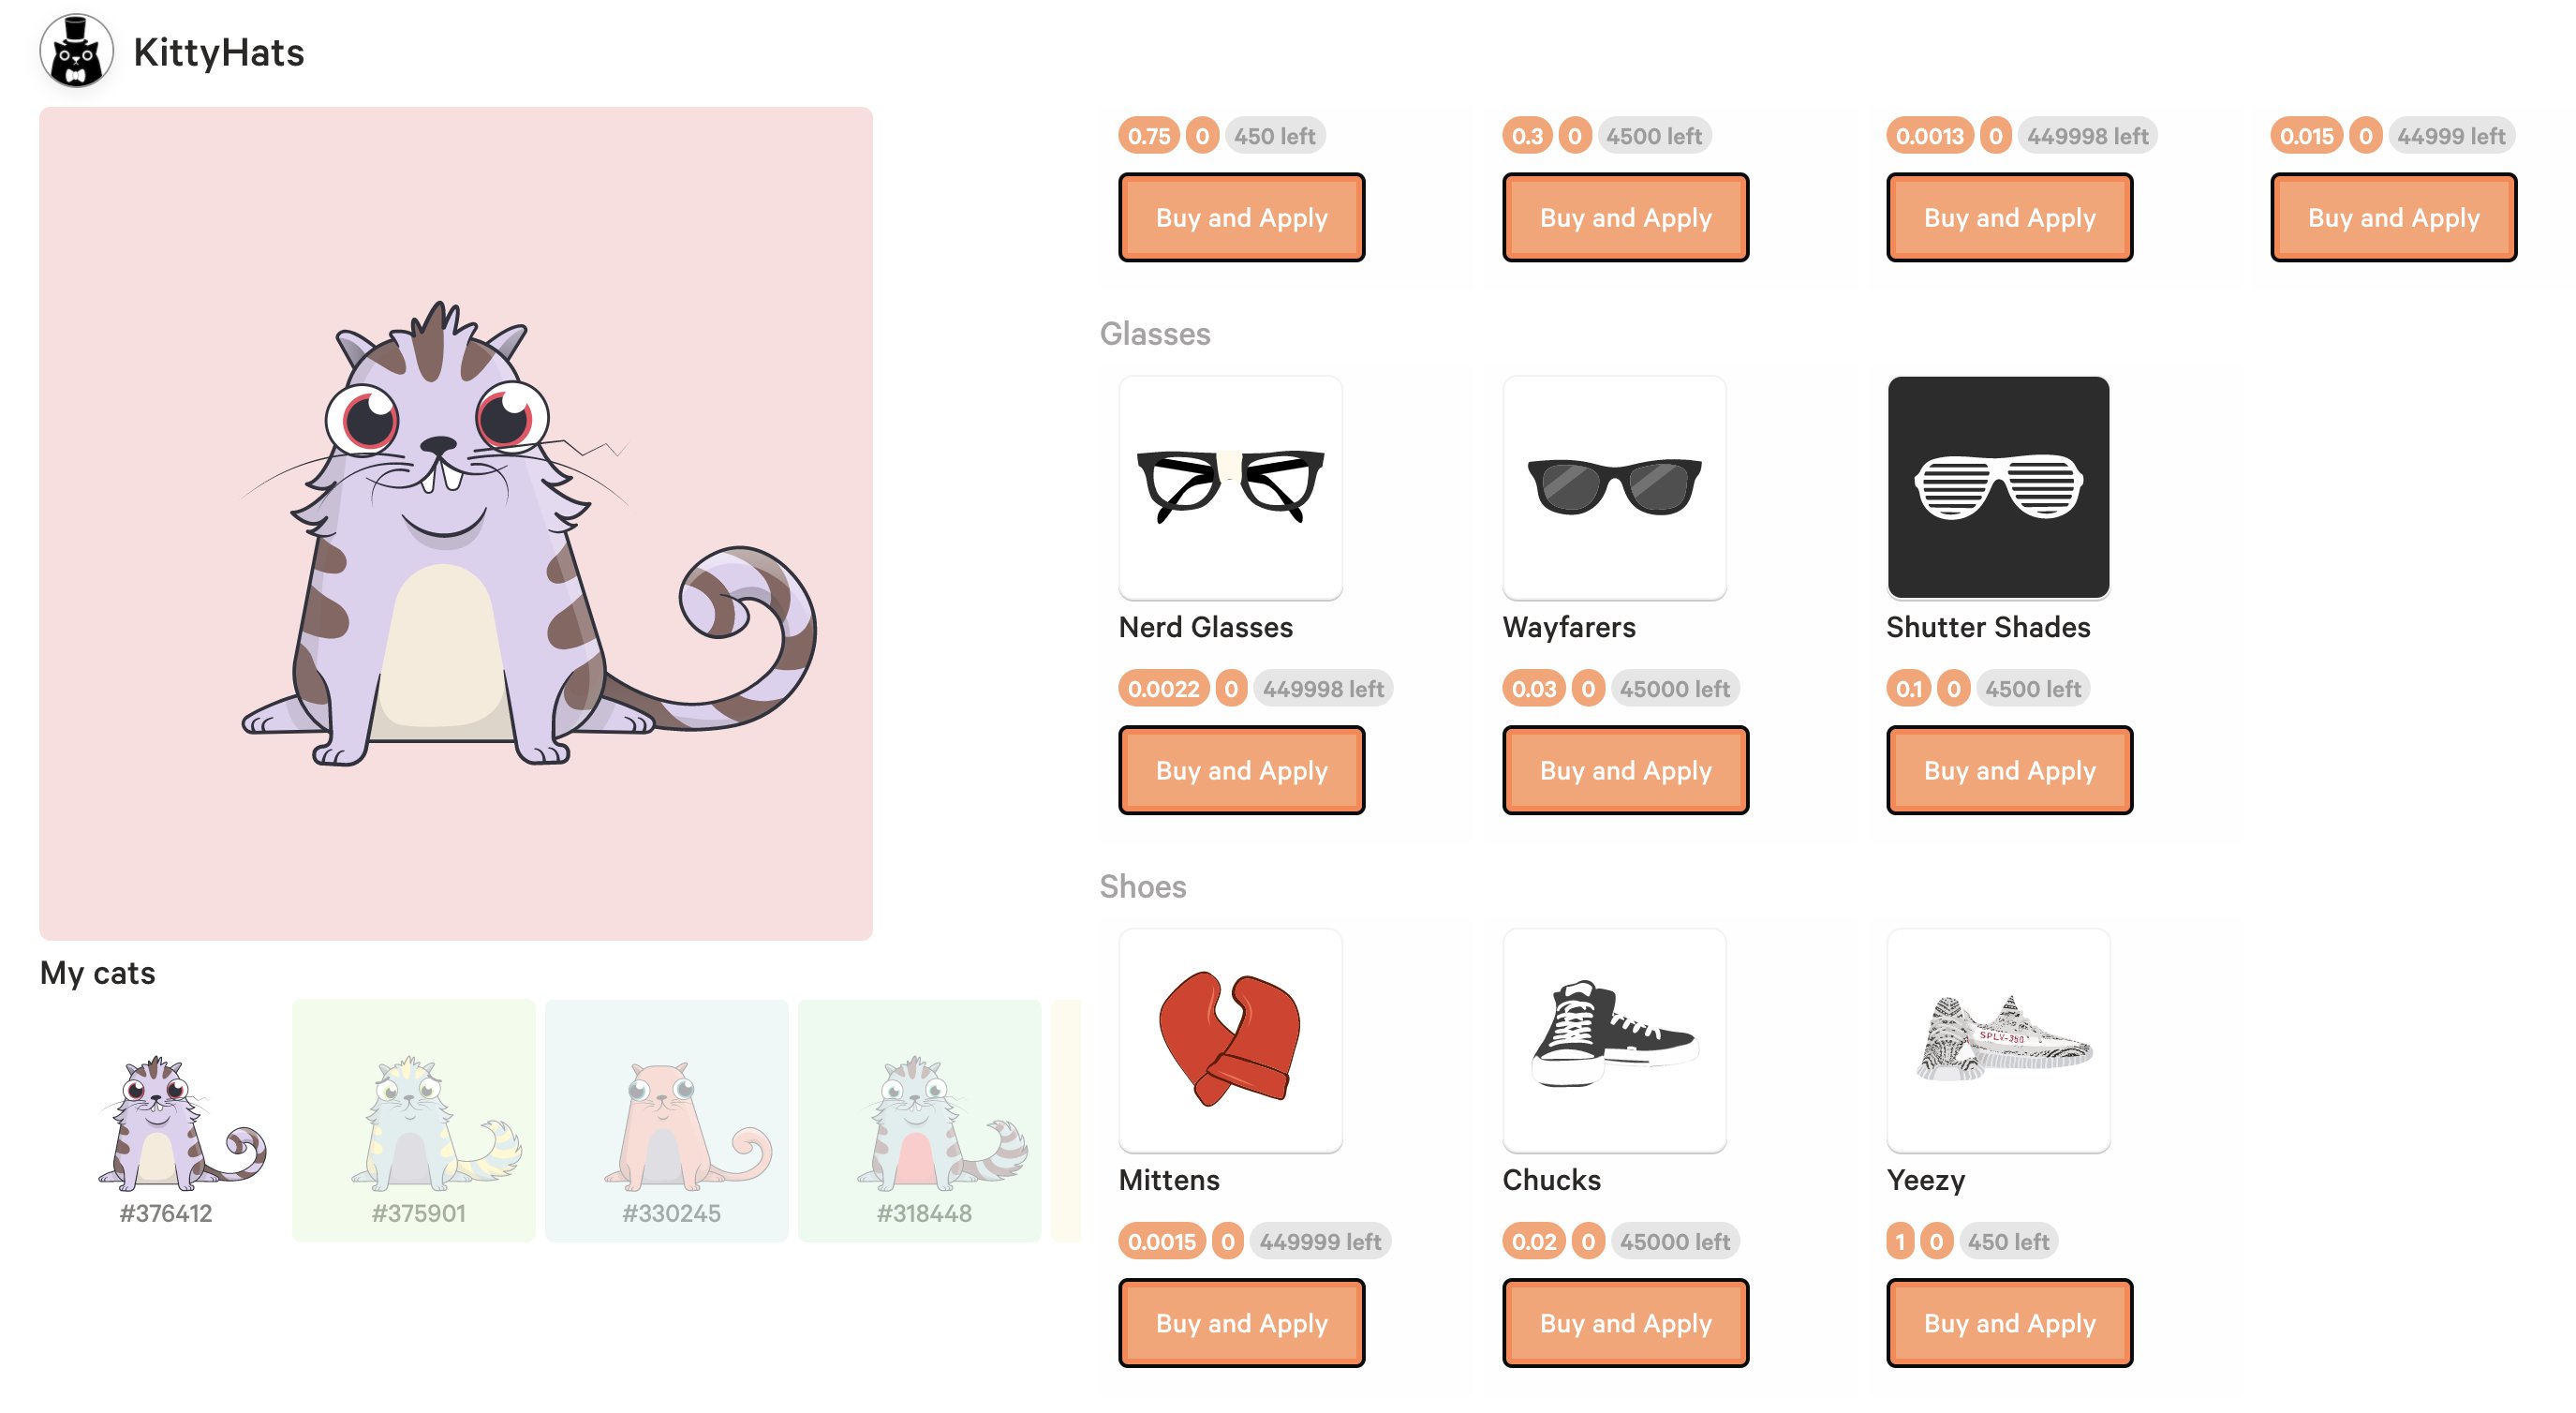 KittyHats
0.75 0 450 left
0.3 0 4500 left
0.0013 0 449998 left
0.015 0 44999 left
Buy and Apply
Buy and Apply
Buy and Apply
Buy and Apply
Glasses
Nerd Glasses
Wayfarers
Shutter Shades
0.0022 0 449998 left
0.03 0 45000 left
0.1 0 4500 left
Buy and Apply
Buy and Apply
Buy and Apply
Shoes
SPLV-350
Mittens
Chucks
Yeezy
0.0015 0 449999 left
0.02 0 45000 left
1 0 450 left
Buy and Apply
Buy and Apply
Buy and Apply
My cats
#376412
#375901
#330245
#318448